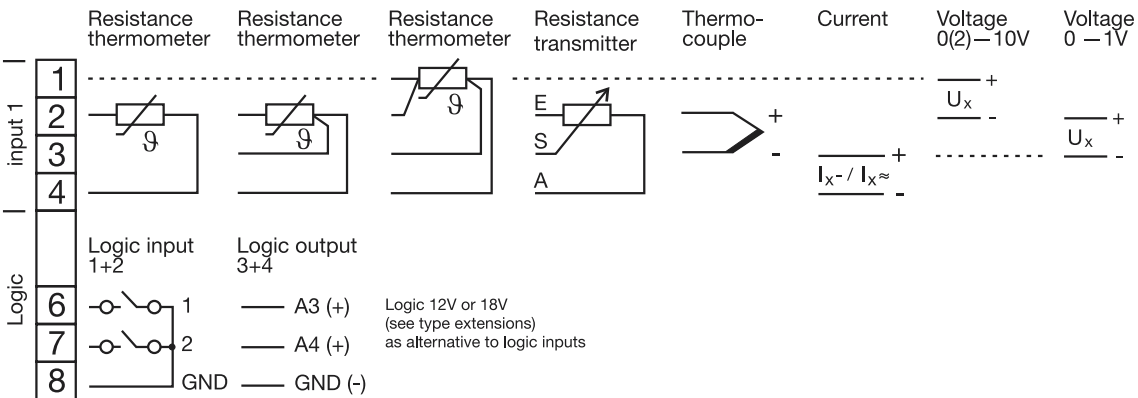 Resistance thermometer
Resistance thermometer
Resistance thermometer
Resistance transmitter
Thermo-
couple
Current
Voltage
0(2)—10V
Voltage
0 —1V
input 1
1
2
3
4
ϑ
ϑ
ϑ
E
S
A
+
-
+
Ix- / Ix≈
-
+
Ux
-
+
Ux
-
Logic
6
7
8
Logic input
1+2
1
2
GND
Logic output
3+4
A3 (+)
A4 (+)
GND (-)
Logic 12V or 18V
(see type extensions)
as alternative to logic inputs